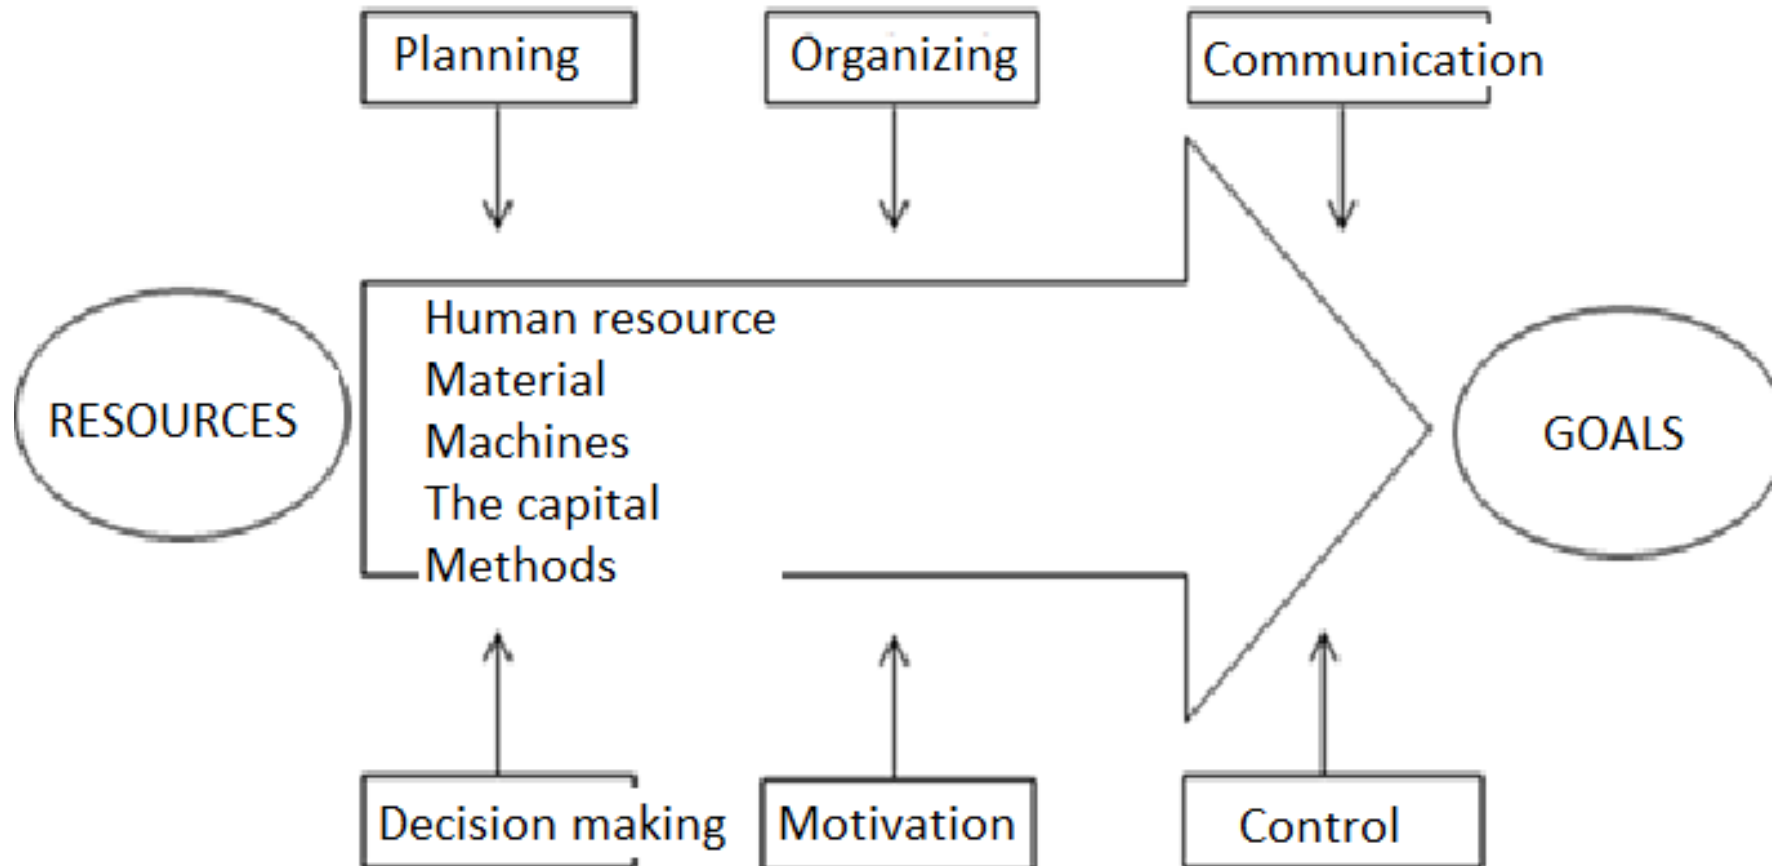 Planning
Organizing
Communication
Human resource
Material
Machines
The capital
Methods
RESOURCES
GOALS
Decision making
Motivation
Control